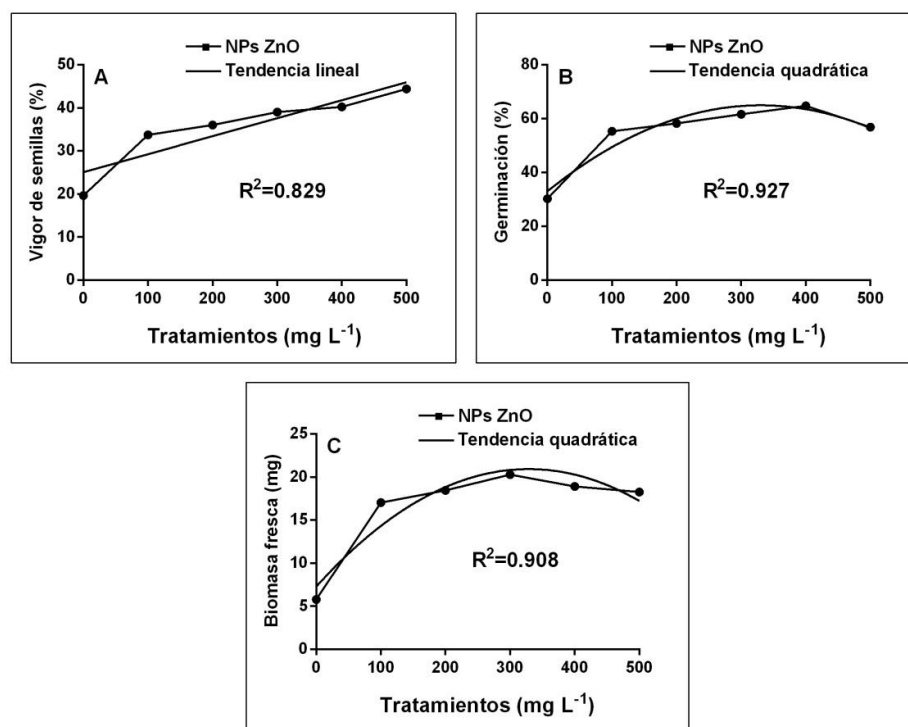 A
NPs ZnO
Tendencia lineal
Vigor de semillas (%)
50
40
30
20
10
0
R²=0.829
0 100 200 300 400 500
Tratamientos (mg L⁻¹)
B
NPs ZnO
Tendencia quadrática
Germinación (%)
80
60
40
20
0
R²=0.927
0 100 200 300 400 500
Tratamientos (mg L⁻¹)
C
NPs ZnO
Tendencia quadrática
Biomasa fresca (mg)
25
20
15
10
5
0
R²=0.908
0 100 200 300 400 500
Tratamientos (mg L⁻¹)